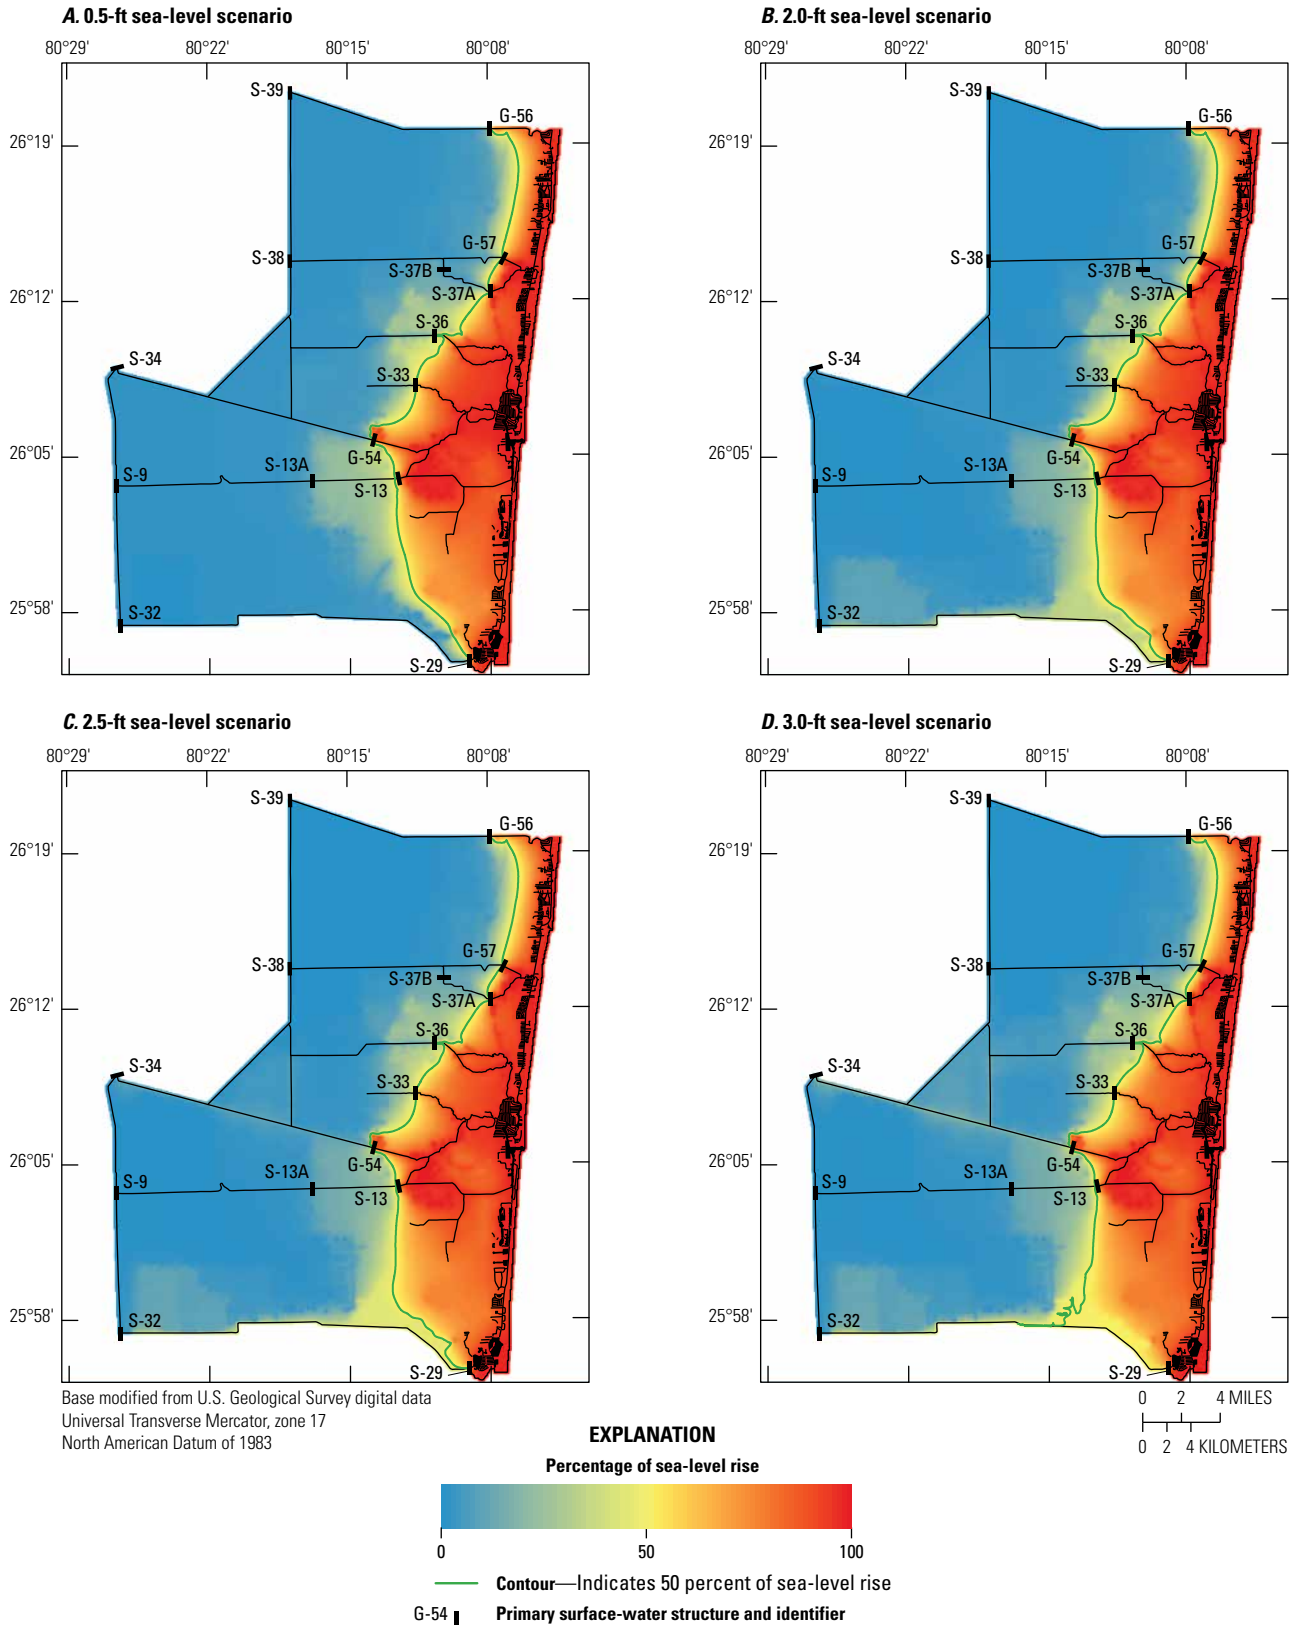 A. 0.5-ft sea-level scenario
80°29' 80°22' 80°15' 80°08'
26°19'
26°12'
26°05'
25°58'
S-39
G-56
S-38
G-57
S-37B
S-37A
S-36
S-34
S-33
G-54
S-9
S-13A
S-13
S-32
S-29
B. 2.0-ft sea-level scenario
80°29' 80°22' 80°15' 80°08'
26°19'
26°12'
26°05'
25°58'
S-39
G-56
S-38
G-57
S-37B
S-37A
S-36
S-34
S-33
G-54
S-9
S-13A
S-13
S-32
S-29
C. 2.5-ft sea-level scenario
80°29' 80°22' 80°15' 80°08'
26°19'
26°12'
26°05'
25°58'
S-39
G-56
S-38
G-57
S-37B
S-37A
S-36
S-34
S-33
G-54
S-9
S-13A
S-13
S-32
S-29
D. 3.0-ft sea-level scenario
80°29' 80°22' 80°15' 80°08'
26°19'
26°12'
26°05'
25°58'
S-39
G-56
S-38
G-57
S-37B
S-37A
S-36
S-34
S-33
G-54
S-9
S-13A
S-13
S-32
S-29
Base modified from U.S. Geological Survey digital data
Universal Transverse Mercator, zone 17
North American Datum of 1983
0 2 4 MILES
0 2 4 KILOMETERS
EXPLANATION
Percentage of sea-level rise
0 50 100
Contour—Indicates 50 percent of sea-level rise
G-54 Primary surface-water structure and identifier